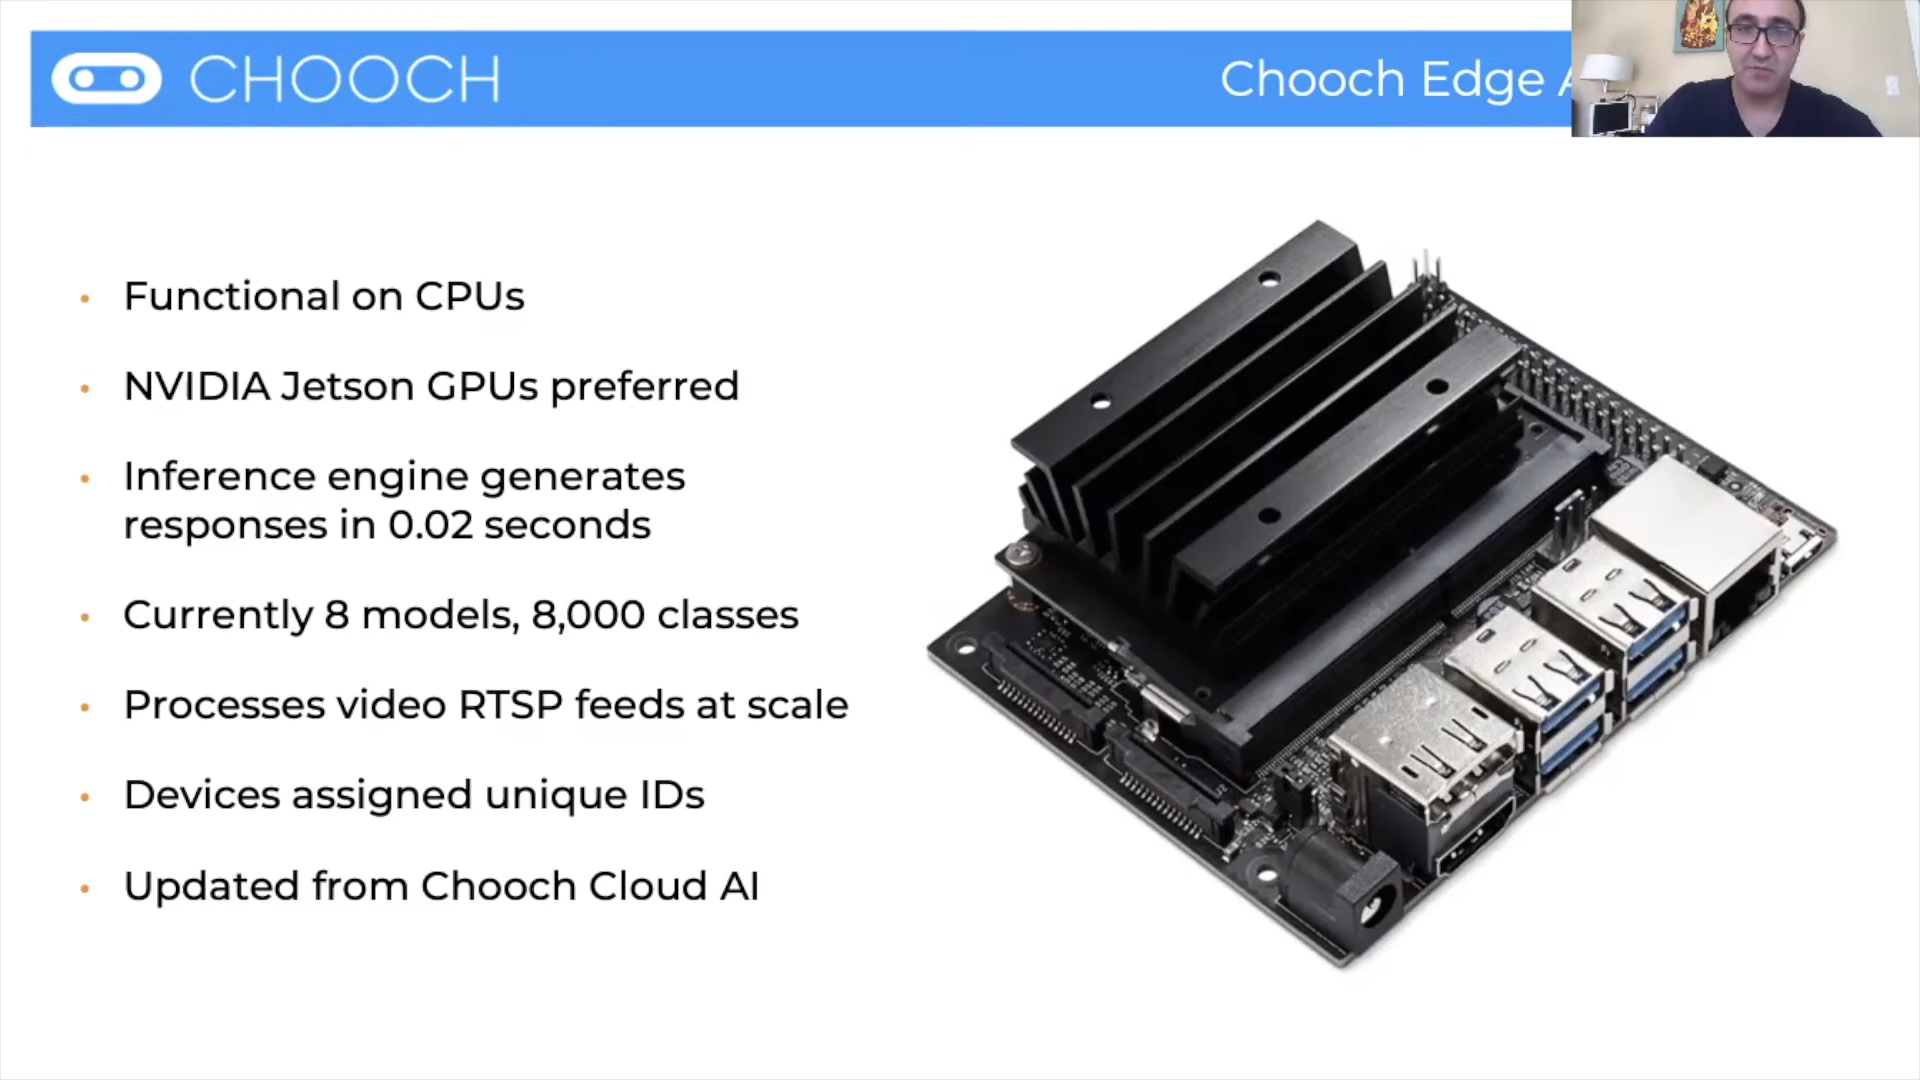 CHOOCH
Chooch Edge
Functional on CPUs
NVIDIA Jetson GPUs preferred
Inference engine generates
responses in 0.02 seconds
Currently 8 models, 8,000 classes
Processes video RTSP feeds at scale
Devices assigned unique IDs
Updated from Chooch Cloud AI